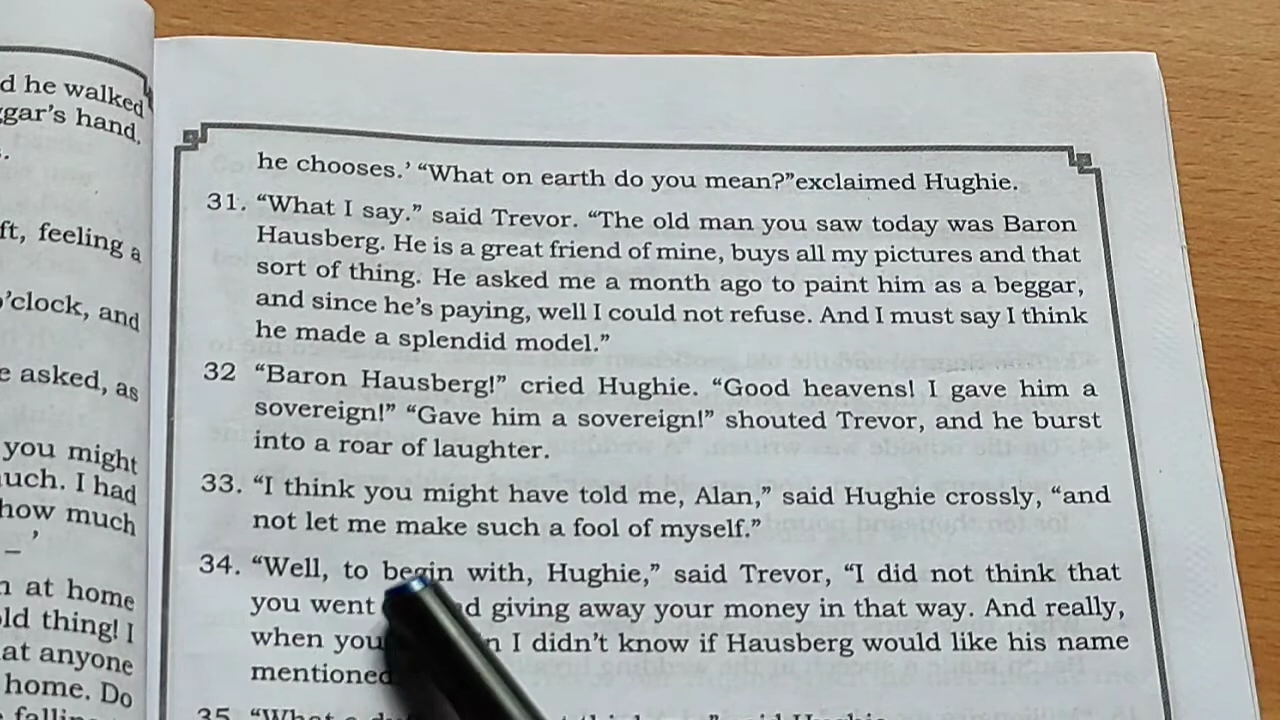 d he walked
ggar's hand.
ft, feeling a
o'clock, and
e asked, as
you might
uch. I had
how much
n at home
ld thing! I
at anyone
home. Do
he chooses.' “What on earth do you mean?”exclaimed Hughie.
31. “What I say.” said Trevor. “The old man you saw today was Baron
Hausberg. He is a great friend of mine, buys all my pictures and that
sort of thing. He asked me a month ago to paint him as a beggar,
and since he's paying, well I could not refuse. And I must say I think
he made a splendid model.”
32 “Baron Hausberg!” cried Hughie. “Good heavens! I gave him a
sovereign!” “Gave him a sovereign!” shouted Trevor, and he burst
into a roar of laughter.
33. “I think you might have told me, Alan,” said Hughie crossly, “and
not let me make such a fool of myself.”
34. “Well, to begin with, Hughie,” said Trevor, “I did not think that
you went giving away your money in that way. And really,
when you I didn't know if Hausberg would like his name
mentioned
35. “What said Hughie